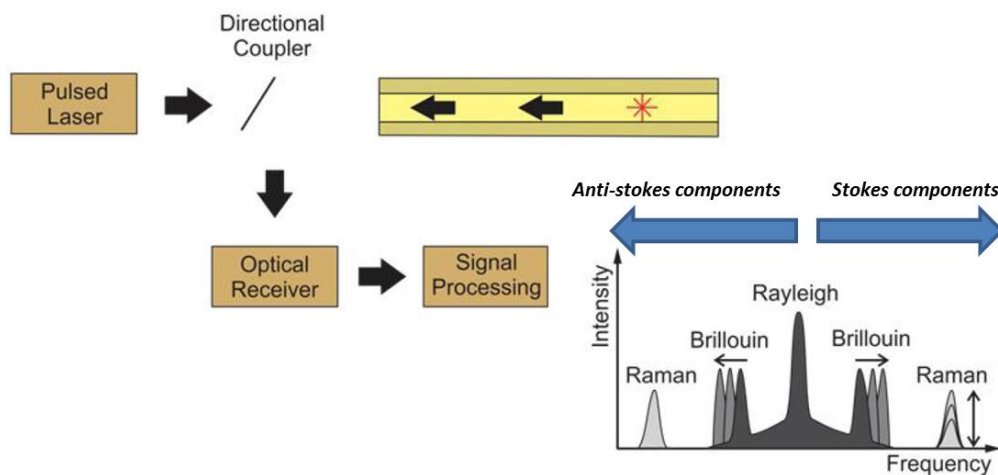 Directional
Coupler
Pulsed
Laser
Optical
Receiver
Signal
Processing
Anti-stokes components
Stokes components
Intensity
Rayleigh
Brillouin
Brillouin
Raman
Raman
Frequency